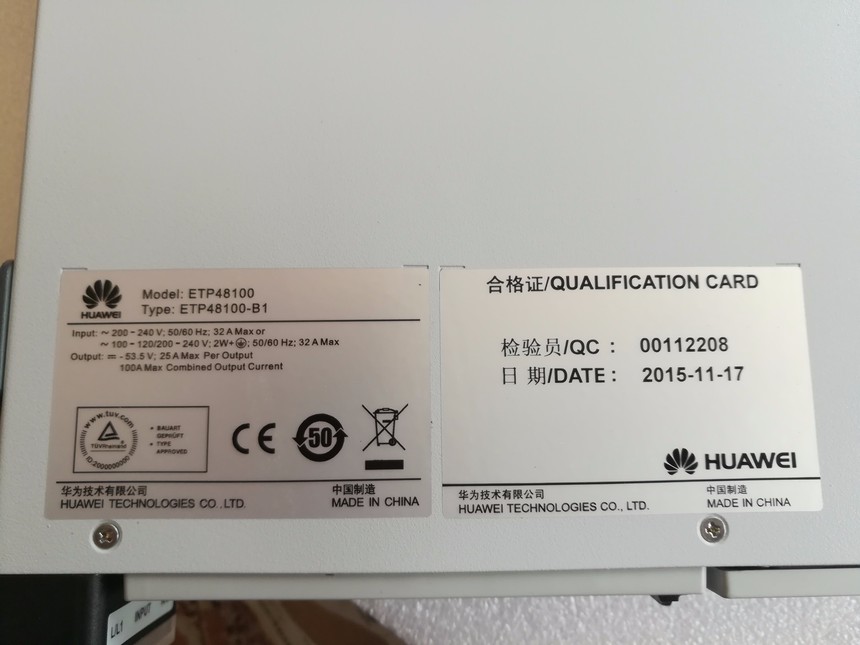 HUAWEI
Model: ETP48100
Type: ETP48100-B1
Input: ~ 200 - 240 V; 50/60 Hz; 32 A Max or
~ 100 - 120/200 - 240 V; 2W+⏚; 50/60 Hz; 32 A Max
Output: ⎓ - 53.5 V; 25 A Max Per Output
100A Max Combined Output Current
www.tuv.com
TÜVRheinland
ID:2000000000
BAUART
GEPRÜFT
TYPE
APPROVED
CE
50
华为技术有限公司
HUAWEI TECHNOLOGIES CO., LTD.
中国制造
MADE IN CHINA
合格证/QUALIFICATION CARD
检验员/QC : 00112208
日 期/DATE : 2015-11-17
HUAWEI
华为技术有限公司
HUAWEI TECHNOLOGIES CO., LTD.
中国制造
MADE IN CHINA
L/L1 INPUT